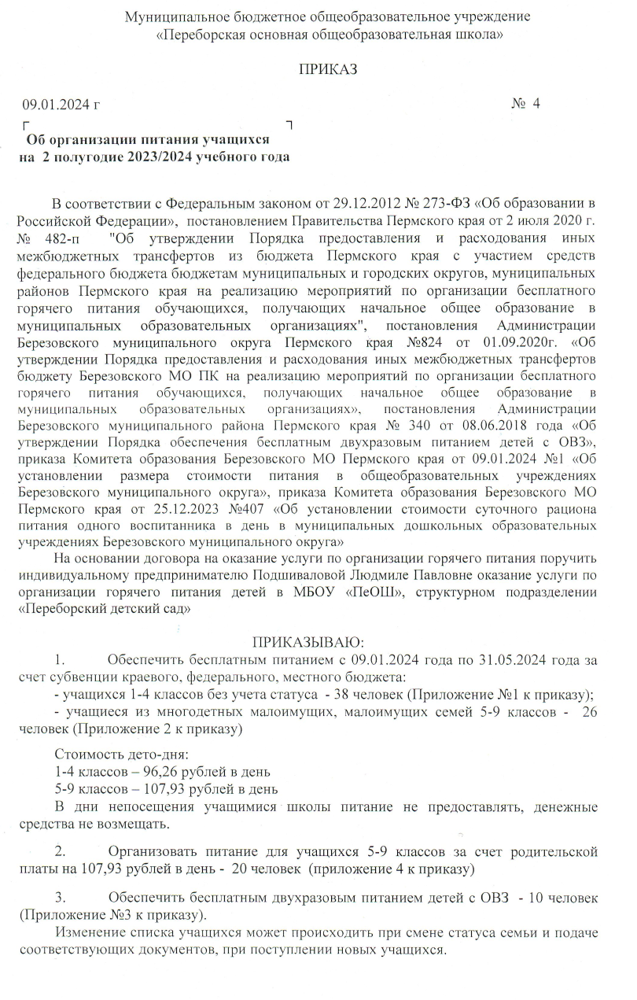 Муниципальное бюджетное общеобразовательное учреждение
«Переборская основная общеобразовательная школа»
ПРИКАЗ
09.01.2024 г № 4
Об организации питания учащихся
на 2 полугодие 2023/2024 учебного года
В соответствии с Федеральным законом от 29.12.2012 № 273-ФЗ «Об образовании в
Российской Федерации», постановлением Правительства Пермского края от 2 июля 2020 г.
№ 482-п "Об утверждении Порядка предоставления и расходования иных
межбюджетных трансфертов из бюджета Пермского края с участием средств
федерального бюджета бюджетам муниципальных и городских округов, муниципальных
районов Пермского края на реализацию мероприятий по организации бесплатного
горячего питания обучающихся, получающих начальное общее образование в
муниципальных образовательных организациях", постановления Администрации
Березовского муниципального округа Пермского края №824 от 01.09.2020г. «Об
утверждении Порядка предоставления и расходования иных межбюджетных трансфертов
бюджету Березовского МО ПК на реализацию мероприятий по организации бесплатного
горячего питания обучающихся, получающих начальное общее образование в
муниципальных образовательных организациях», постановления Администрации
Березовского муниципального района Пермского края № 340 от 08.06.2018 года «Об
утверждении Порядка обеспечения бесплатным двухразовым питанием детей с ОВЗ»,
приказа Комитета образования Березовского МО Пермского края от 09.01.2024 №1 «Об
установлении размера стоимости питания в общеобразовательных учреждениях
Березовского муниципального округа», приказа Комитета образования Березовского МО
Пермского края от 25.12.2023 №407 «Об установлении стоимости суточного рациона
питания одного воспитанника в день в муниципальных дошкольных образовательных
учреждениях Березовского муниципального округа»
На основании договора на оказание услуги по организации горячего питания поручить
индивидуальному предпринимателю Подшиваловой Людмиле Павловне оказание услуги по
организации горячего питания детей в МБОУ «ПеОШ», структурном подразделении
«Переборский детский сад»
ПРИКАЗЫВАЮ:
1. Обеспечить бесплатным питанием с 09.01.2024 года по 31.05.2024 года за
счет субвенции краевого, федерального, местного бюджета:
- учащихся 1-4 классов без учета статуса - 38 человек (Приложение №1 к приказу);
- учащиеся из многодетных малоимущих, малоимущих семей 5-9 классов - 26
человек (Приложение 2 к приказу)
Стоимость дето-дня:
1-4 классов – 96,26 рублей в день
5-9 классов – 107,93 рублей в день
В дни непосещения учащимися школы питание не предоставлять, денежные
средства не возмещать.
2. Организовать питание для учащихся 5-9 классов за счет родительской
платы на 107,93 рублей в день - 20 человек (приложение 4 к приказу)
3. Обеспечить бесплатным двухразовым питанием детей с ОВЗ - 10 человек
(Приложение №3 к приказу).
Изменение списка учащихся может происходить при смене статуса семьи и подаче
соответствующих документов, при поступлении новых учащихся.